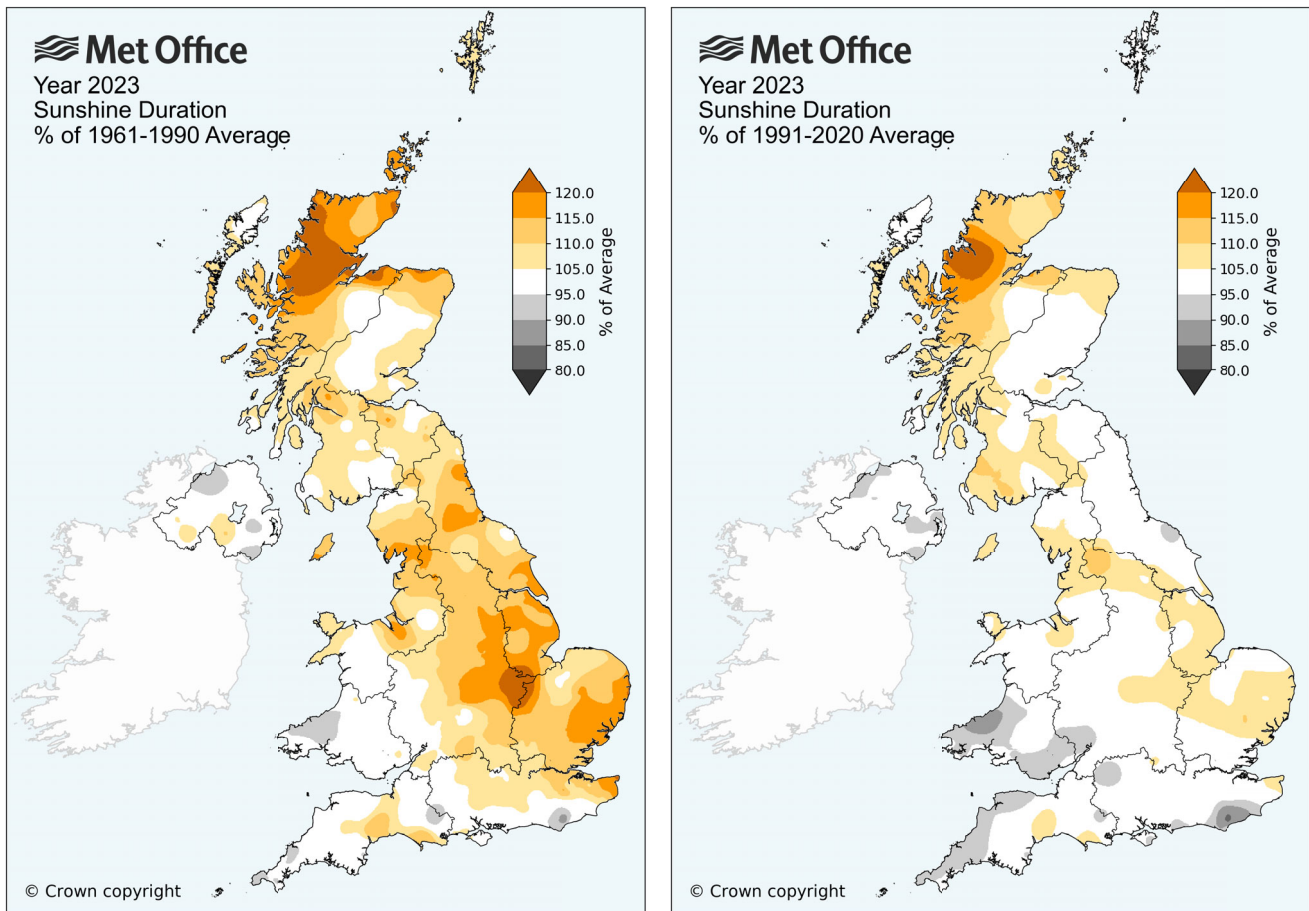 Met Office
Year 2023
Sunshine Duration
% of 1961-1990 Average
120.0
115.0
110.0
105.0
95.0
90.0
85.0
80.0
% of Average
© Crown copyright
Met Office
Year 2023
Sunshine Duration
% of 1991-2020 Average
120.0
115.0
110.0
105.0
95.0
90.0
85.0
80.0
% of Average
© Crown copyright